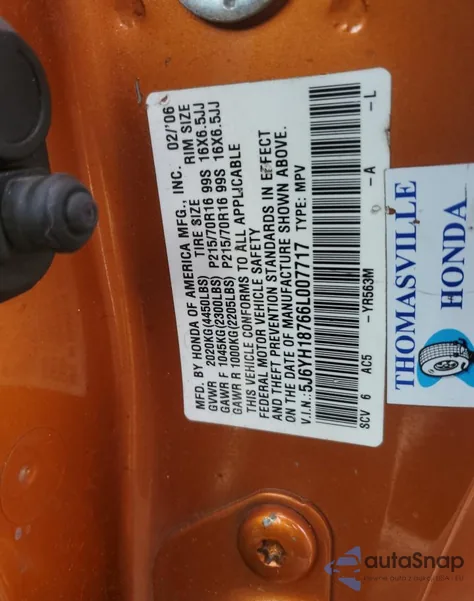 MFD. BY HONDA OF AMERICA MFG., INC. 02/'06
TIRE SIZE RIM SIZE
GVWR 2020KG(4450LBS) P215/70R16 99S 16X6.5JJ
GAWR F 1045KG(2300LBS) P215/70R16 99S 16X6.5JJ
GAWR R 1000KG(2205LBS)
THIS VEHICLE CONFORMS TO ALL APPLICABLE
FEDERAL MOTOR VEHICLE SAFETY
AND THEFT PREVENTION STANDARDS IN EFFECT
ON THE DATE OF MANUFACTURE SHOWN ABOVE.
V.I.N.:5J6YH18766L007717 TYPE: MPV
SCV 6 AC5 -YR563M -A -L
THOMASVILLE
HONDA
autaSnap